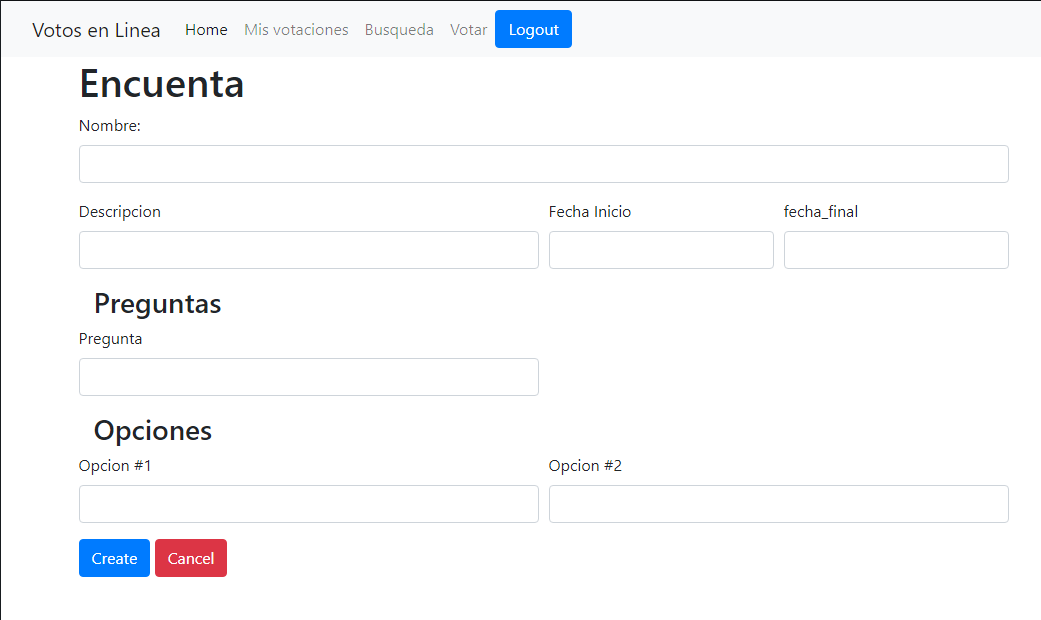 Votos en Linea Home Mis votaciones Busqueda Votar Logout
Encuenta
Nombre:
Descripcion Fecha Inicio fecha_final
Preguntas
Pregunta
Opciones
Opcion #1 Opcion #2
Create Cancel